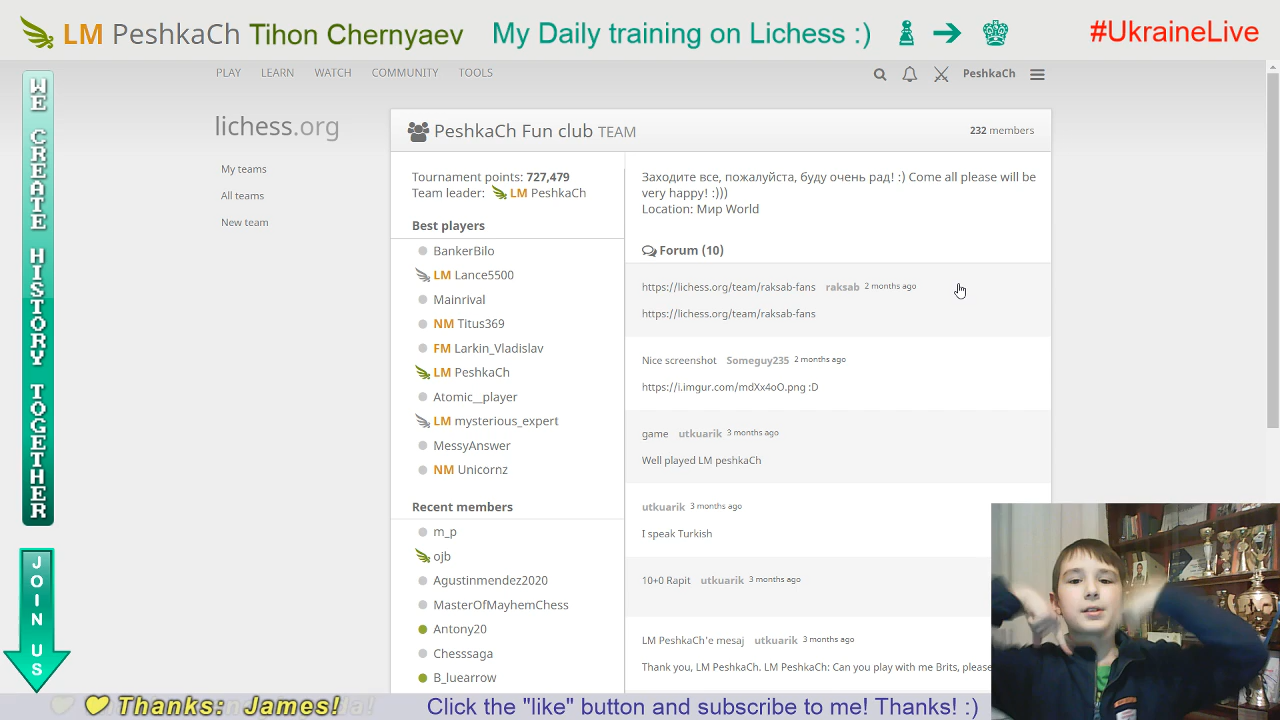 LM PeshkaCh Tihon Chernyaev
My Daily training on Lichess :)
#UkraineLive
WE CREATE HISTORY TOGETHER
JOIN US
PLAY LEARN WATCH COMMUNITY TOOLS
PeshkaCh
lichess.org
My teams
All teams
New team
PeshkaCh Fun club TEAM
232 members
Tournament points: 727,479
Team leader: LM PeshkaCh
Best players
BankerBilo
LM Lance5500
Mainrival
NM Titus369
FM Larkin_Vladislav
LM PeshkaCh
Atomic__player
LM mysterious_expert
MessyAnswer
NM Unicornz
Recent members
m_p
ojb
Agustinmendez2020
MasterOfMayhemChess
Antony20
Chesssaga
B_luearrow
Заходите все, пожалуйста, буду очень рад! :) Come all please will be
very happy! :)))
Location: Мир World
Forum (10)
https://lichess.org/team/raksab-fans raksab 2 months ago
https://lichess.org/team/raksab-fans
Nice screenshot Someguy235 2 months ago
https://i.imgur.com/mdXx4oO.png :D
game utkuarik 3 months ago
Well played LM peshkaCh
utkuarik 3 months ago
I speak Turkish
10+0 Rapit utkuarik 3 months ago
LM PeshkaCh'e mesaj utkuarik 3 months ago
Thank you, LM PeshkaCh. LM PeshkaCh: Can you play with me Brits, please
Thanks: James!
Click the "like" button and subscribe to me! Thanks! :)